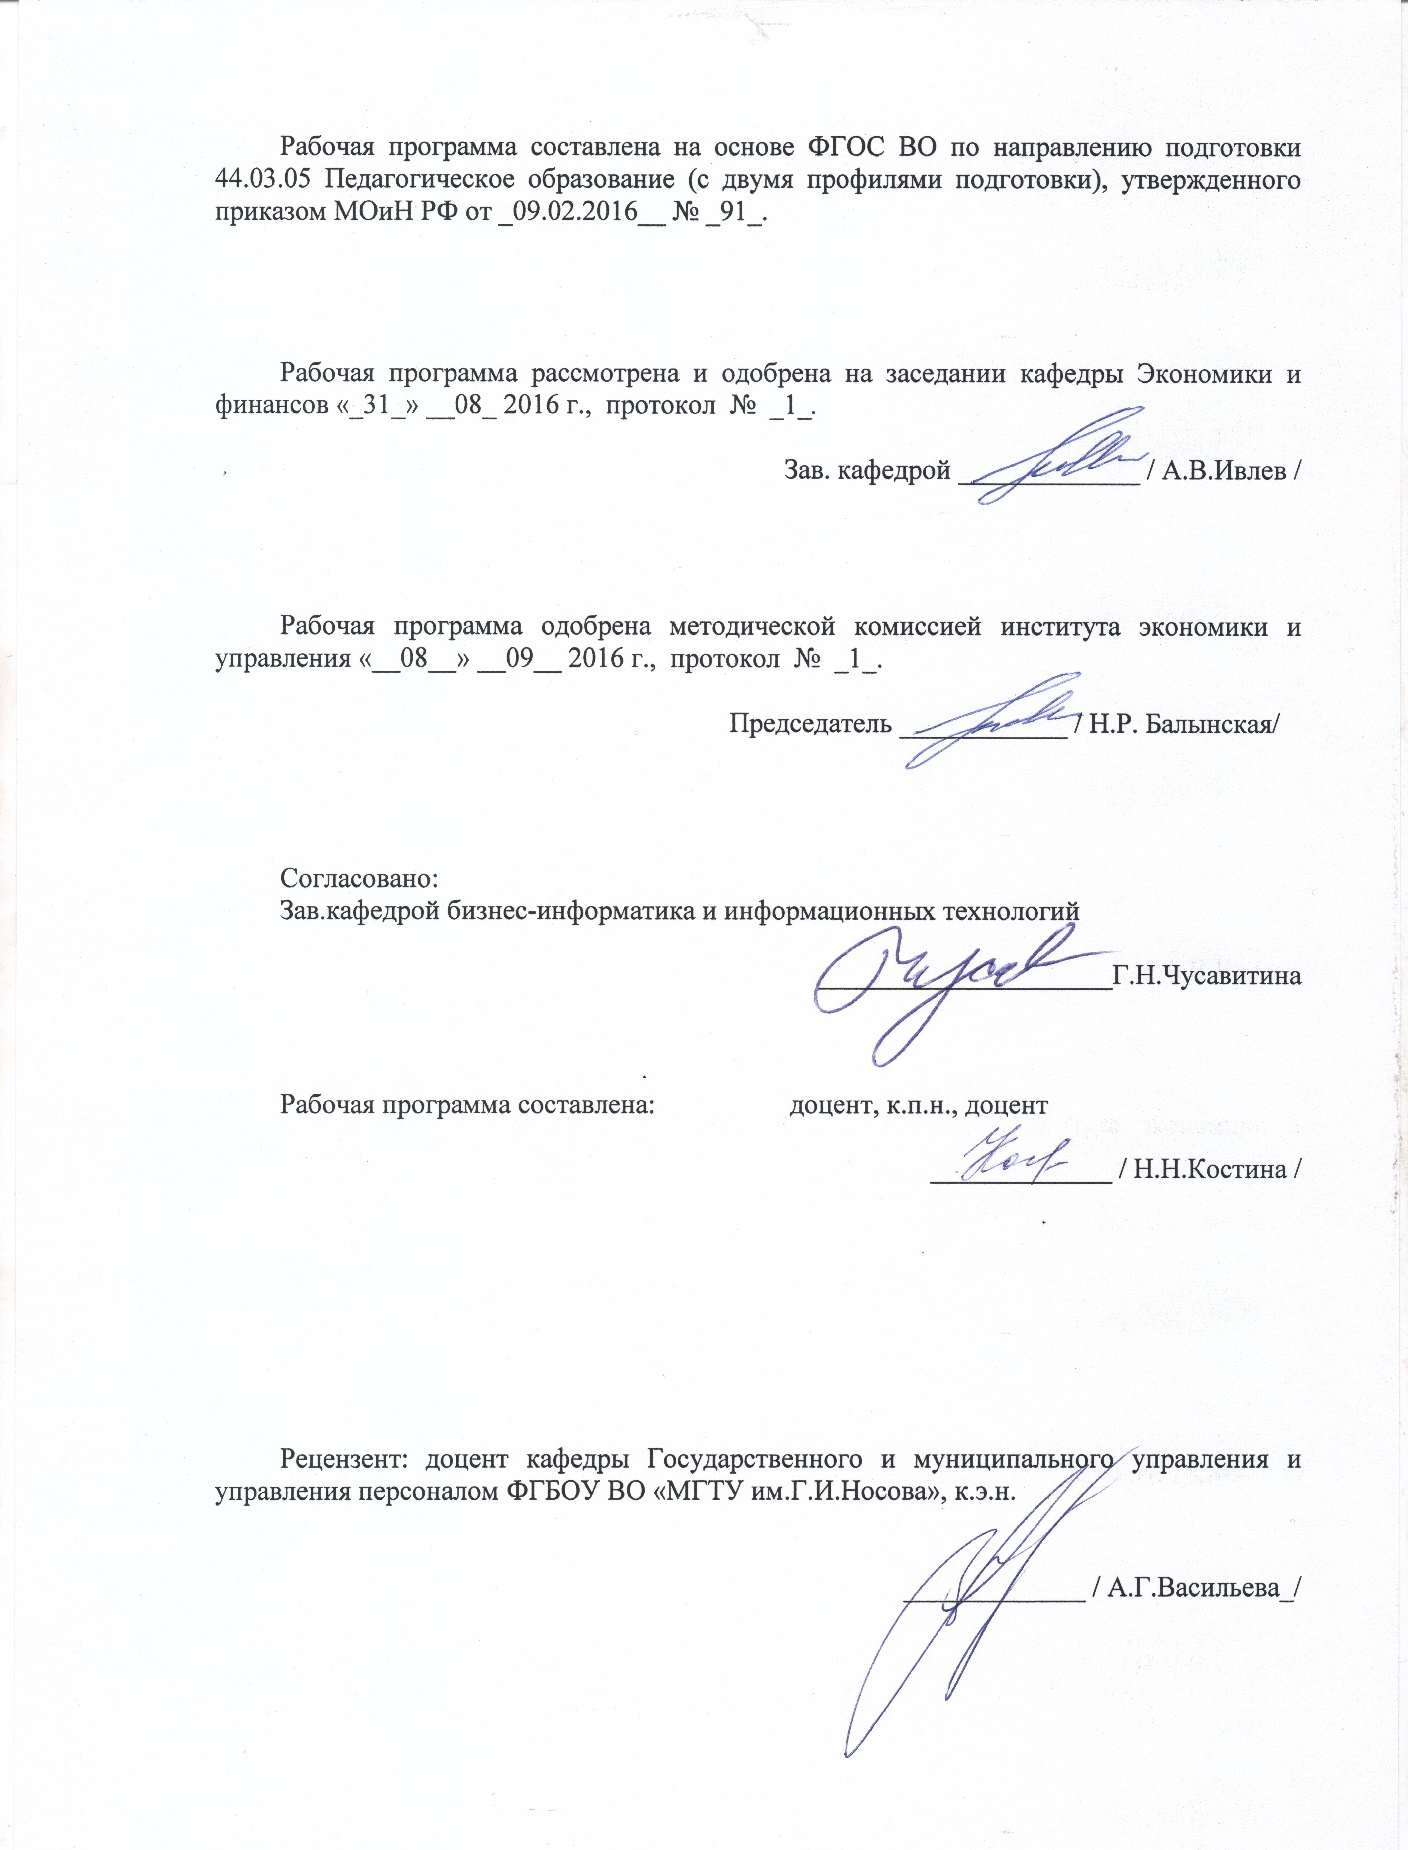 Рабочая программа составлена на основе ФГОС ВО по направлению подготовки
44.03.05 Педагогическое образование (с двумя профилями подготовки), утвержденного
приказом МОиН РФ от _09.02.2016__ № _91_.
Рабочая программа рассмотрена и одобрена на заседании кафедры Экономики и
финансов «_31_» __08_ 2016 г., протокол № _1_.
Зав. кафедрой _____________ / А.В.Ивлев /
Рабочая программа одобрена методической комиссией института экономики и
управления «__08__» __09__ 2016 г., протокол № _1_.
Председатель ____________ / Н.Р. Балынская/
Согласовано:
Зав.кафедрой бизнес-информатика и информационных технологий
_____________________Г.Н.Чусавитина
Рабочая программа составлена: доцент, к.п.н., доцент
_____________ / Н.Н.Костина /
Рецензент: доцент кафедры Государственного и муниципального управления и
управления персоналом ФГБОУ ВО «МГТУ им.Г.И.Носова», к.э.н.
_____________ / А.Г.Васильева_/